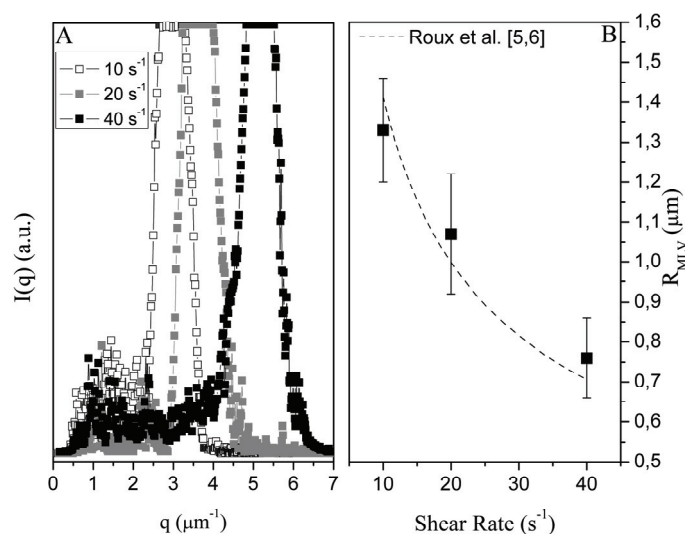 A
10 s⁻¹
20 s⁻¹
40 s⁻¹
I(q) (a.u.)
0 1 2 3 4 5 6 7
q (μm⁻¹)
B
Roux et al. [5,6]
1,6
1,5
1,4
1,3
1,2
1,1
1,0
0,9
0,8
0,7
0,6
0,5
R_MLV (μm)
10 20 30 40
Shear Rate (s⁻¹)